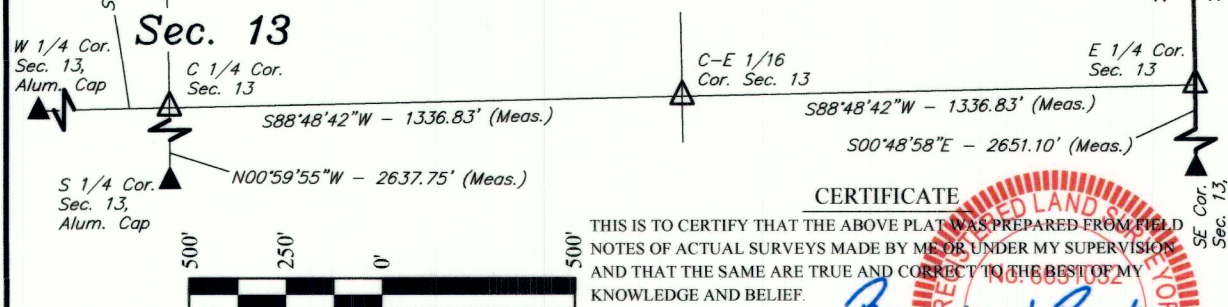 W 1/4 Cor.
Sec. 13,
Alum. Cap
Sec. 13
C 1/4 Cor.
Sec. 13
C-E 1/16
Cor. Sec. 13
E 1/4 Cor.
Sec. 13
S88°48'42"W - 1336.83' (Meas.)
S88°48'42"W - 1336.83' (Meas.)
S00°48'58"E - 2651.10' (Meas.)
S 1/4 Cor.
Sec. 13,
Alum. Cap
N00°59'55"W - 2637.75' (Meas.)
SE Cor.
Sec. 13,
500'
250'
0'
500'
CERTIFICATE
THIS IS TO CERTIFY THAT THE ABOVE PLAT WAS PREPARED FROM FIELD
NOTES OF ACTUAL SURVEYS MADE BY ME OR UNDER MY SUPERVISION
AND THAT THE SAME ARE TRUE AND CORRECT TO THE BEST OF MY
KNOWLEDGE AND BELIEF.
REGISTERED LAND SURVEYOR
No.